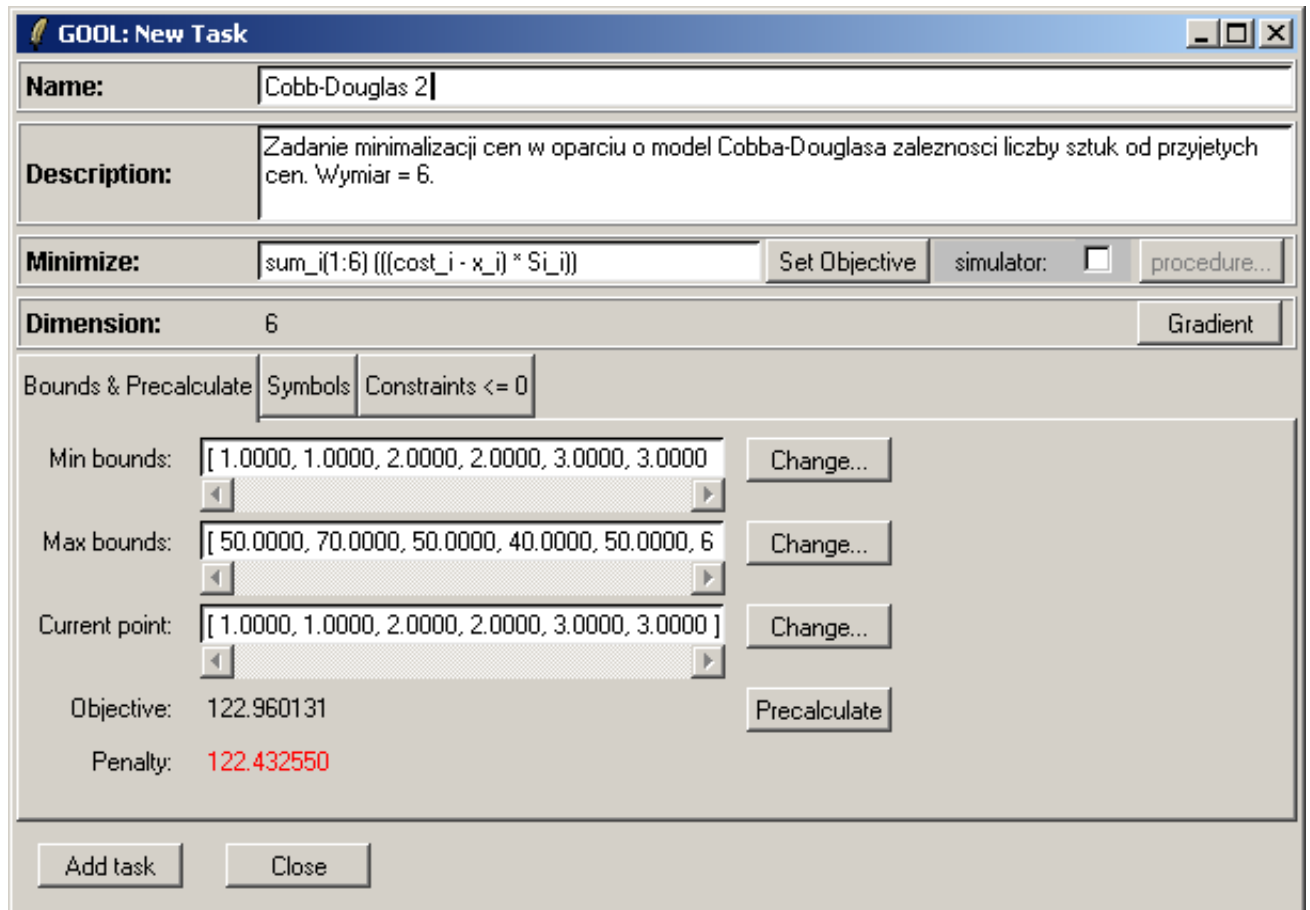 GOOL: New Task
Name: Cobb-Douglas 2
Description: Zadanie minimalizacji cen w oparciu o model Cobba-Douglasa zaleznosci liczby sztuk od przyjetych
cen. Wymiar = 6.
Minimize: sum_i(1:6) (((cost_i - x_i) * Si_i)) Set Objective simulator: procedure...
Dimension: 6 Gradient
Bounds & Precalculate Symbols Constraints <= 0
Min bounds: [ 1.0000, 1.0000, 2.0000, 2.0000, 3.0000, 3.0000 Change...
Max bounds: [ 50.0000, 70.0000, 50.0000, 40.0000, 50.0000, 6 Change...
Current point: [ 1.0000, 1.0000, 2.0000, 2.0000, 3.0000, 3.0000 ] Change...
Objective: 122.960131 Precalculate
Penalty: 122.432550
Add task Close